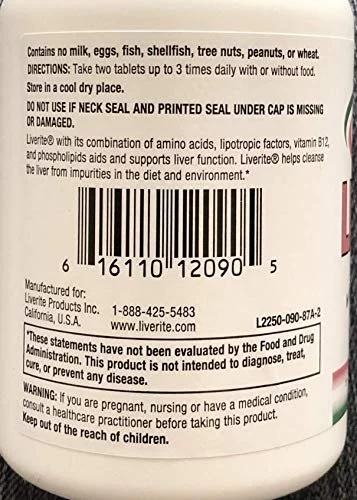 Contains no milk, eggs, fish, shellfish, tree nuts, peanuts, or wheat.
DIRECTIONS: Take two tablets up to 3 times daily with or without food.
Store in a cool dry place.
DO NOT USE IF NECK SEAL AND PRINTED SEAL UNDER CAP IS MISSING
OR DAMAGED.
Liverite® with its combination of amino acids, lipotropic factors, vitamin B12,
and phospholipids aids and supports liver function. Liverite® helps cleanse
the liver from impurities in the diet and environment.*
6 16110 12090 5
Manufactured for:
Liverite Products Inc. 1-888-425-5483
California, U.S.A. www.liverite.com
L2250-090-87A-2
*These statements have not been evaluated by the Food and Drug
Administration. This product is not intended to diagnose, treat,
cure, or prevent any disease.
WARNING: If you are pregnant, nursing or have a medical condition,
consult a healthcare practitioner before taking this product.
Keep out of the reach of children.